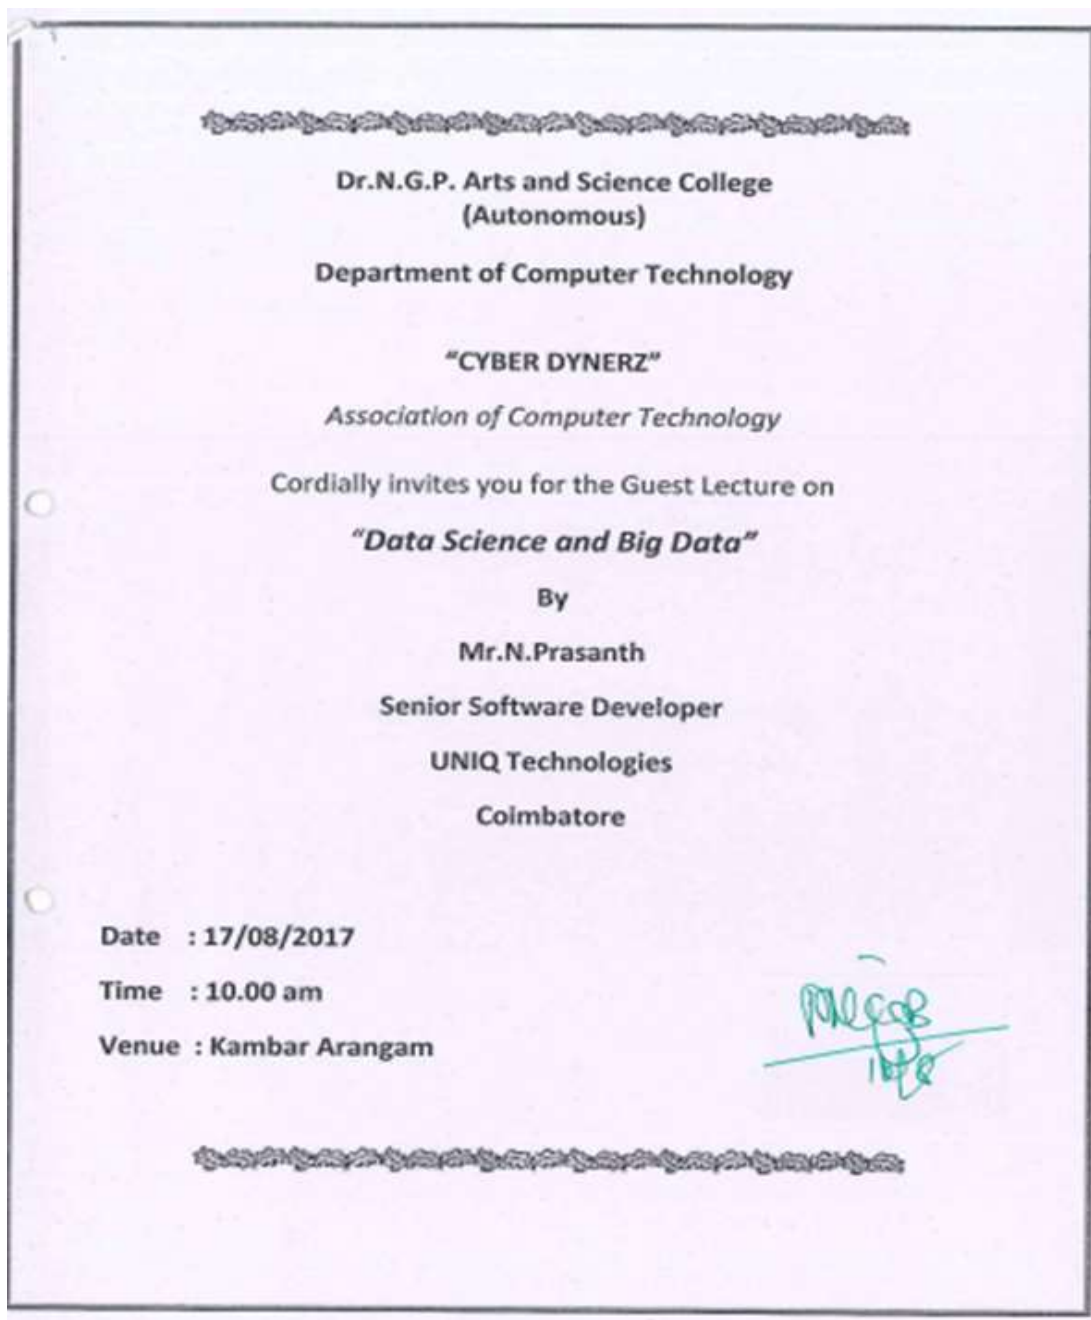 Dr.N.G.P. Arts and Science College
(Autonomous)
Department of Computer Technology
“CYBER DYNERZ”
Association of Computer Technology
Cordially invites you for the Guest Lecture on
“Data Science and Big Data”
By
Mr.N.Prasanth
Senior Software Developer
UNIQ Technologies
Coimbatore
Date : 17/08/2017
Time : 10.00 am
Venue : Kambar Arangam